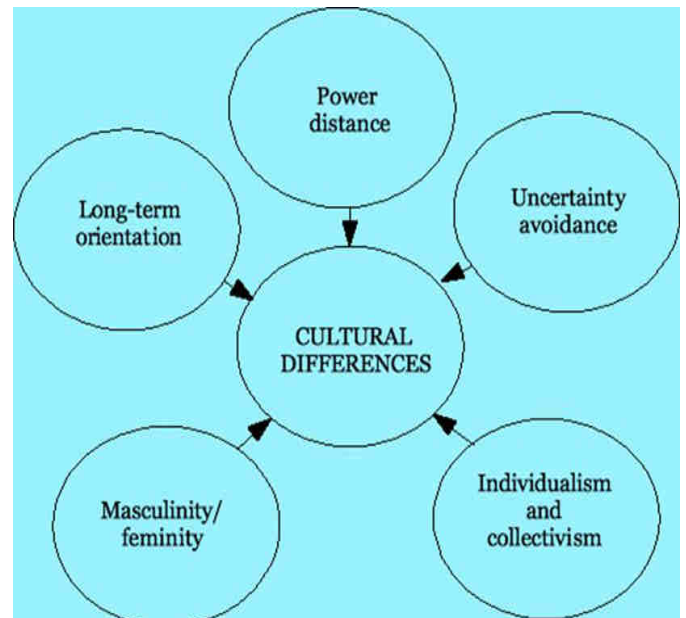 Power
distance
Long-term
orientation
Uncertainty
avoidance
CULTURAL
DIFFERENCES
Masculinity/
feminity
Individualism
and
collectivism